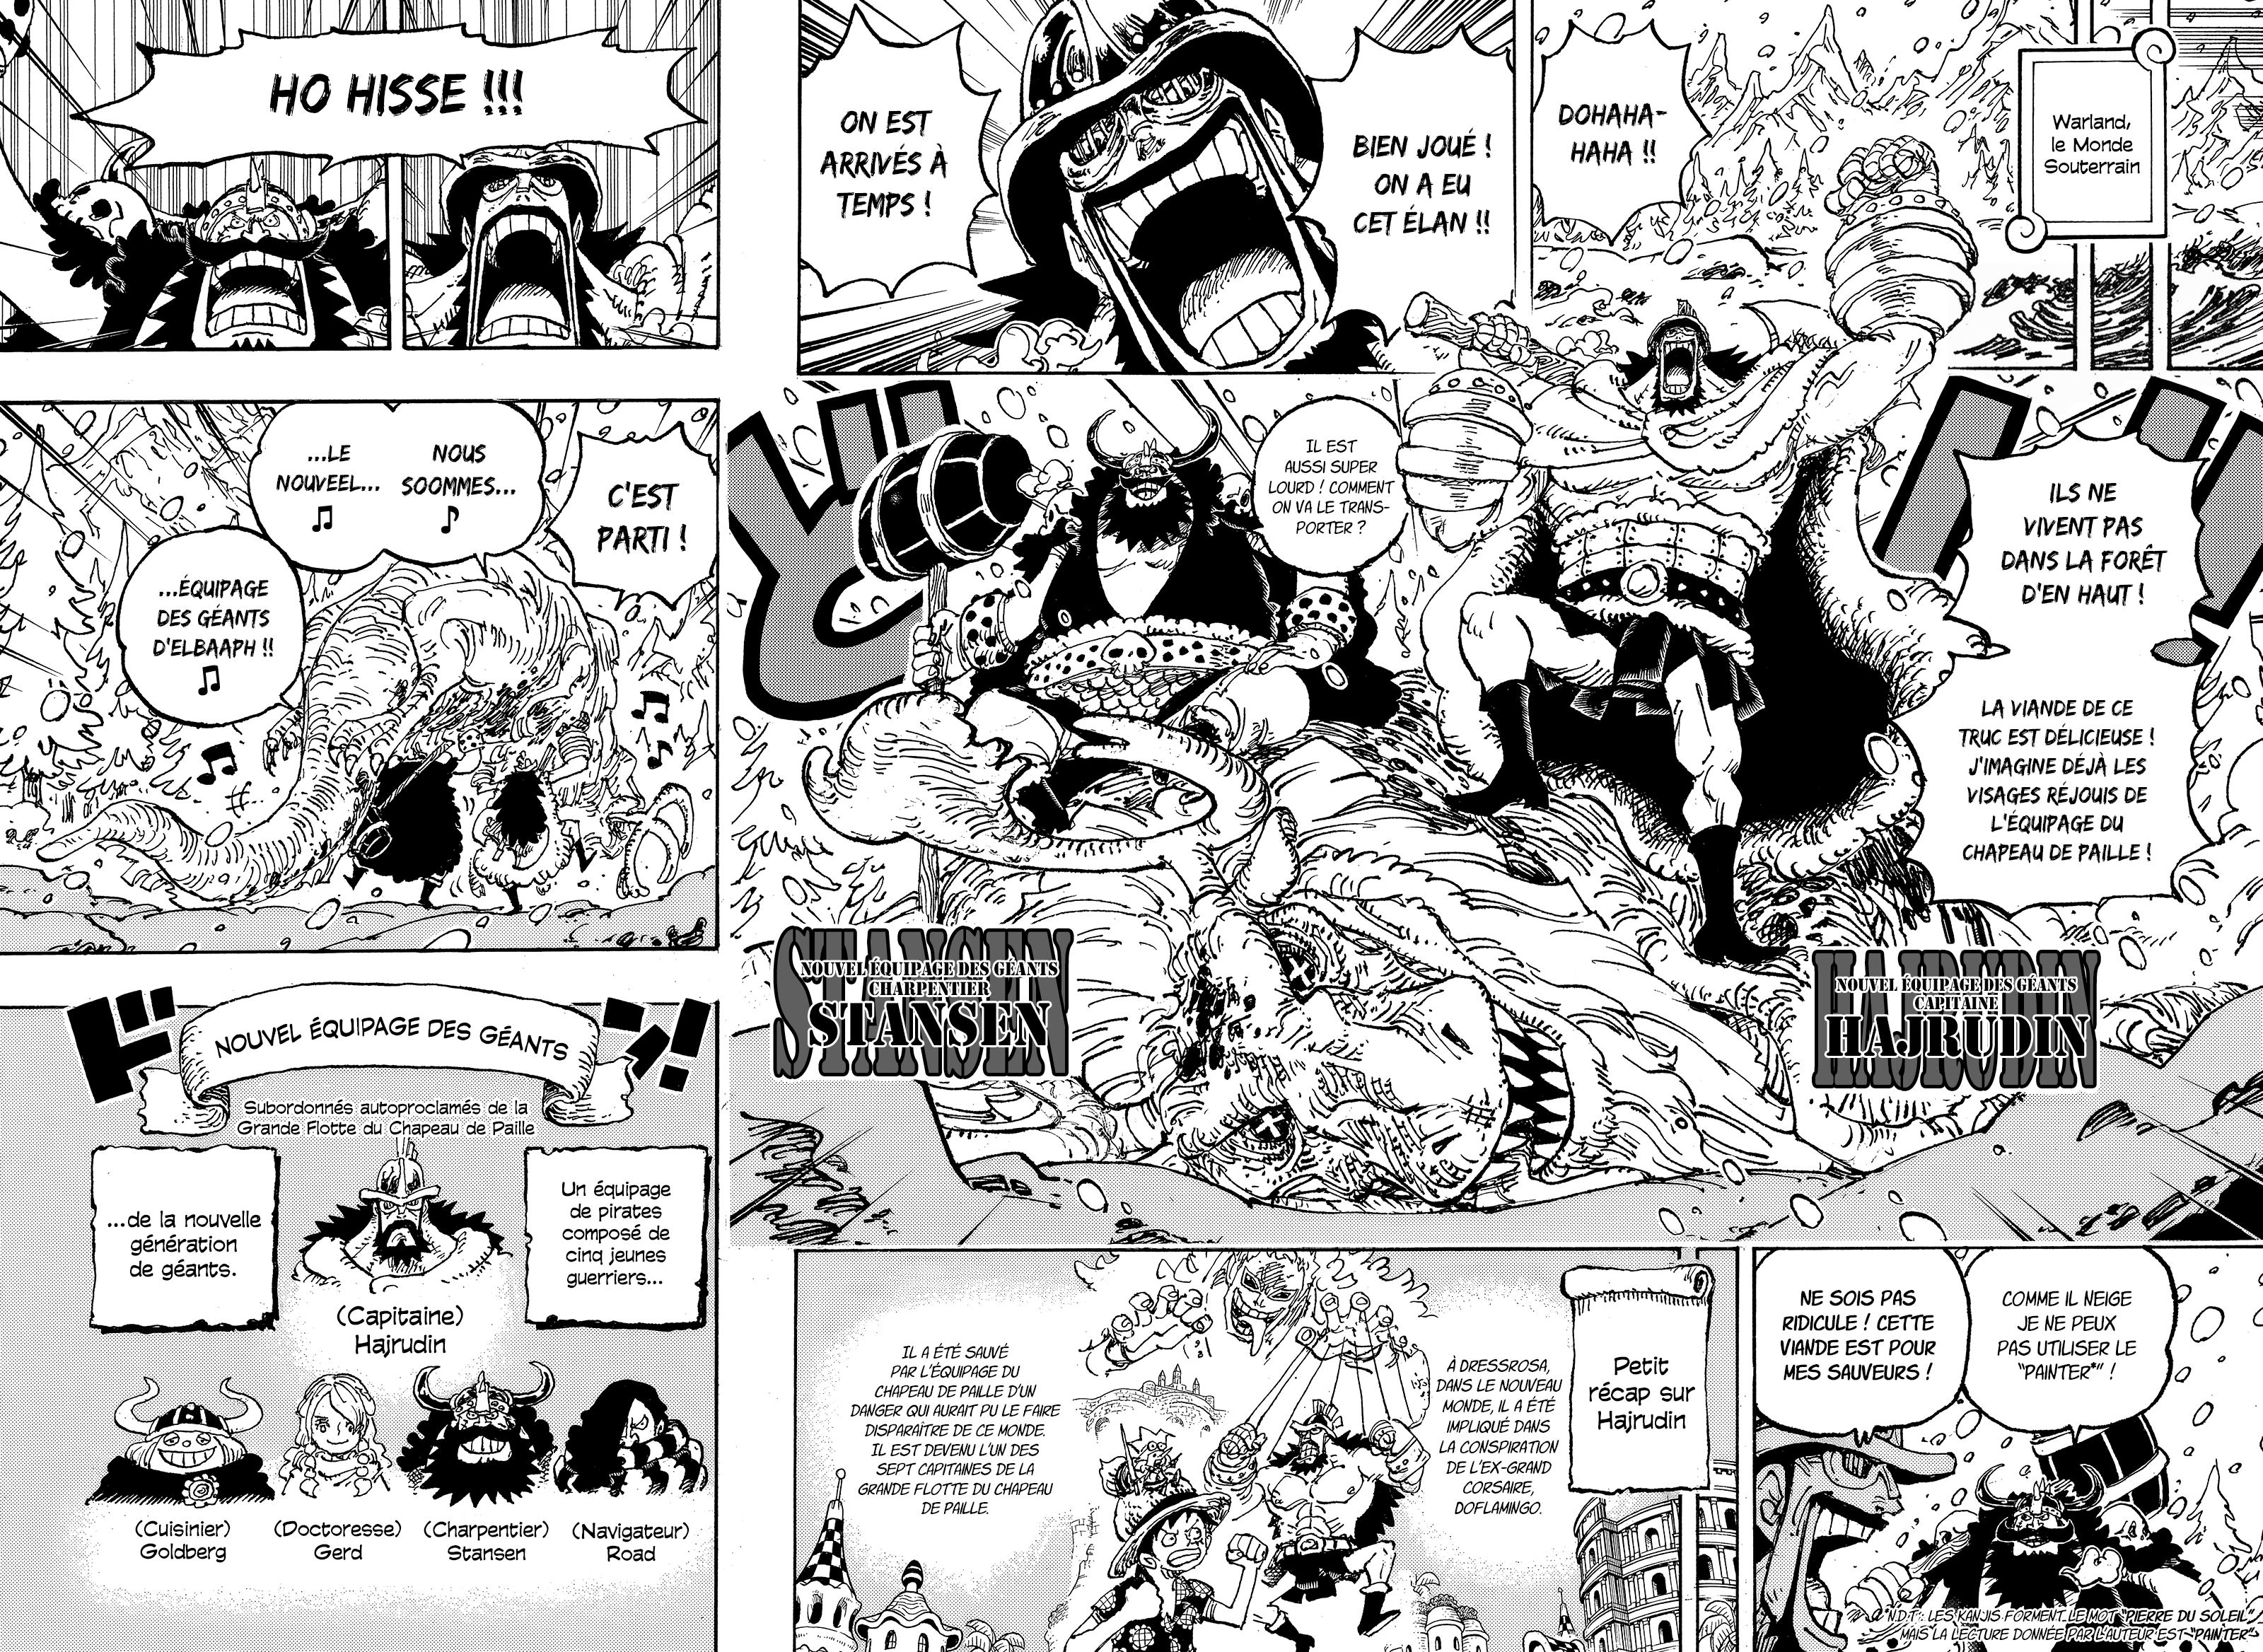 Warland,
le Monde
Souterrain
DOHAHA-
HAHA !!
BIEN JOUÉ !
ON A EU
CET ÉLAN !!
ON EST
ARRIVÉS À
TEMPS !
ILS NE
VIVENT PAS
DANS LA FORÊT
D'EN HAUT !
LA VIANDE DE CE
TRUC EST DÉLICIEUSE !
J'IMAGINE DÉJÀ LES
VISAGES RÉJOUIS DE
L'ÉQUIPAGE DU
CHAPEAU DE PAILLE !
IL EST
AUSSI SUPER
LOURD ! COMMENT
ON VA LE TRANS-
PORTER ?
NOUVEL ÉQUIPAGE DES GÉANTS
CAPITAINE
HAJRUDIN
NOUVEL ÉQUIPAGE DES GÉANTS
CHARPENTIER
STANSEN
COMME IL NEIGE
JE NE PEUX
PAS UTILISER LE
"PAINTER*" !
NE SOIS PAS
RIDICULE ! CETTE
VIANDE EST POUR
MES SAUVEURS !
*N.D.T : LES KANJIS FORMENT LE MOT "PIERRE DU SOLEIL"
MAIS LA LECTURE DONNÉE PAR L'AUTEUR EST "PAINTER".
Petit
récap sur
Hajrudin
À DRESSROSA,
DANS LE NOUVEAU
MONDE, IL A ÉTÉ
IMPLIQUÉ DANS
LA CONSPIRATION
DE L'EX-GRAND
CORSAIRE,
DOFLAMINGO.
IL A ÉTÉ SAUVÉ
PAR L'ÉQUIPAGE DU
CHAPEAU DE PAILLE D'UN
DANGER QUI AURAIT PU LE FAIRE
DISPARAÎTRE DE CE MONDE.
IL EST DEVENU L'UN DES
SEPT CAPITAINES DE LA
GRANDE FLOTTE DU CHAPEAU
DE PAILLE.
HO HISSE !!!
C'EST
PARTI !
NOUS
SOOMMES...
♪
...LE
NOUVEEL...
♫
...ÉQUIPAGE
DES GÉANTS
D'ELBAAPH !!
♫
ドン!
NOUVEL ÉQUIPAGE DES GÉANTS
Subordonnés autoproclamés de la
Grande Flotte du Chapeau de Paille
Un équipage
de pirates
composé de
cinq jeunes
guerriers...
...de la nouvelle
génération
de géants.
(Capitaine)
Hajrudin
(Cuisinier)
Goldberg
(Doctoresse)
Gerd
(Charpentier)
Stansen
(Navigateur)
Road